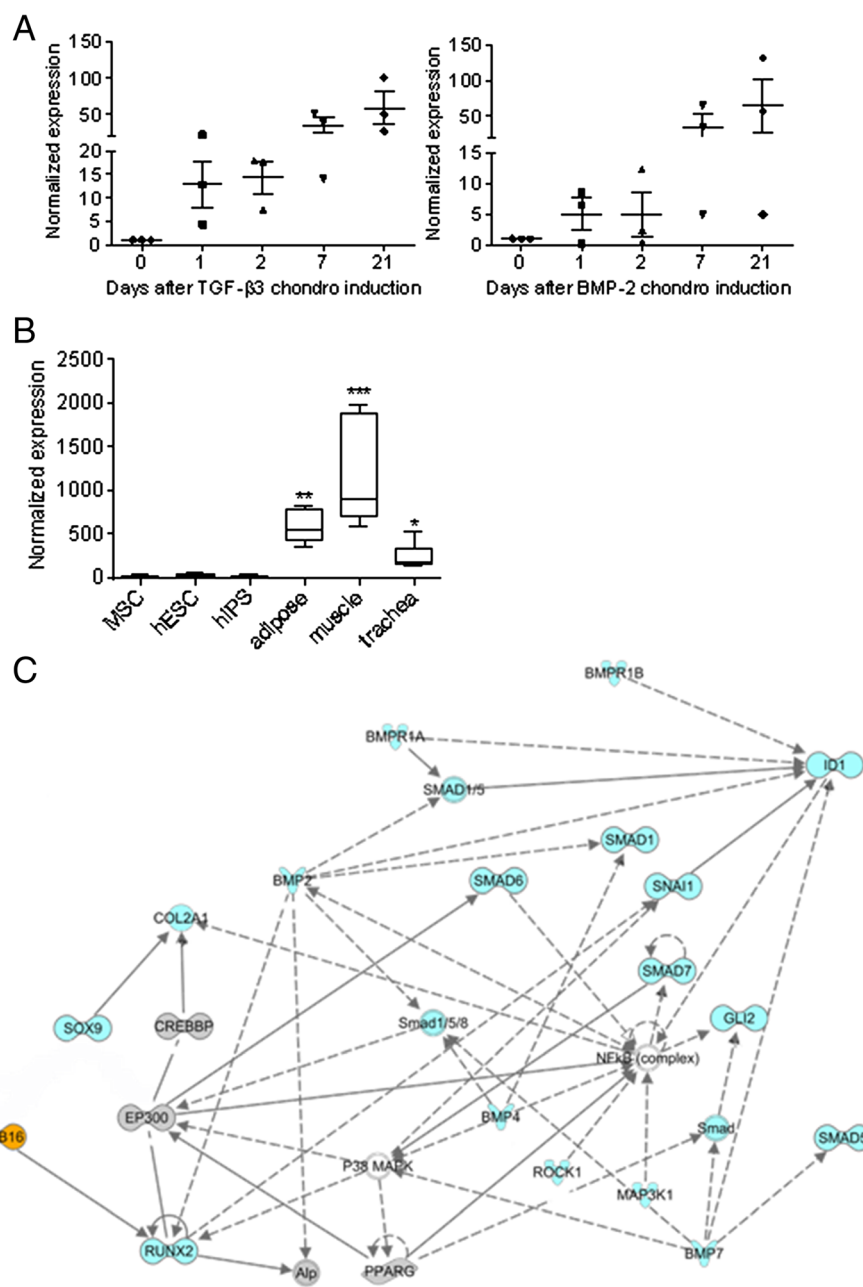 A
Normalized expression
150
100
50
20
15
10
5
0
0 1 2 7 21
Days after TGF-β3 chondro induction
Normalized expression
150
100
50
15
10
5
0
0 1 2 7 21
Days after BMP-2 chondro induction
B
Normalized expression
2500
2000
1500
1000
500
0
** *** *
MSC hESC hIPS adipose muscle trachea
C
BMPR1B
BMPR1A
ID1
SMAD1/5
SMAD1
BMP2
SMAD6
SNAI1
COL2A1
SMAD7
SOX9
CREBBP
Smad1/5/8
GLI2
NFkB (complex)
EP300
BMP4
B16
Smad
SMAD5
P38 MAPK
ROCK1
MAP3K1
RUNX2
Alp
PPARG
BMP7